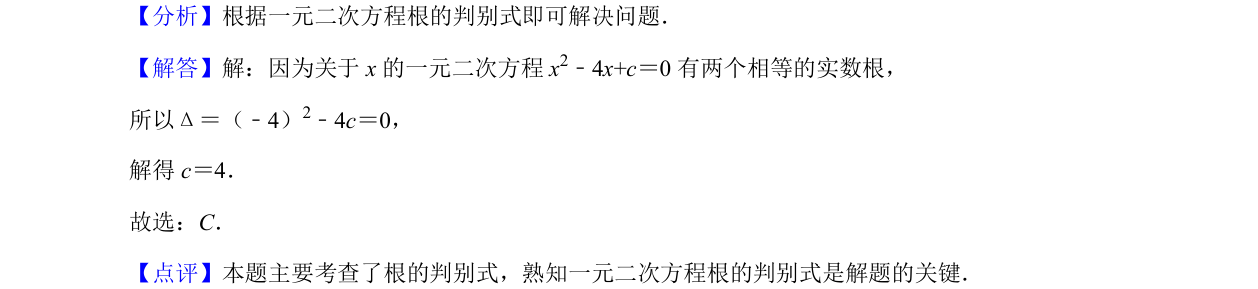 【分析】根据一元二次方程根的判别式即可解决问题．
【解答】解：因为关于 x 的一元二次方程 x²﹣4x+c＝0 有两个相等的实数根，
所以 Δ＝（﹣4）²﹣4c＝0，
解得 c＝4．
故选：C．
【点评】本题主要考查了根的判别式，熟知一元二次方程根的判别式是解题的关键．